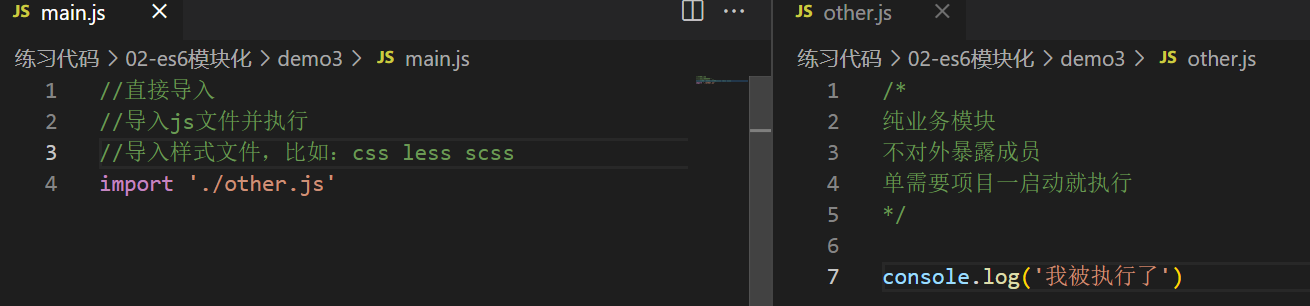 JS main.js ×
练习代码 > 02-es6模块化 > demo3 > JS main.js
1 //直接导入
2 //导入js文件并执行
3 //导入样式文件，比如：css less scss
4 import './other.js'
JS other.js ×
练习代码 > 02-es6模块化 > demo3 > JS other.js
1 /*
2 纯业务模块
3 不对外暴露成员
4 单需要项目一启动就执行
5 */
6
7 console.log('我被执行了')